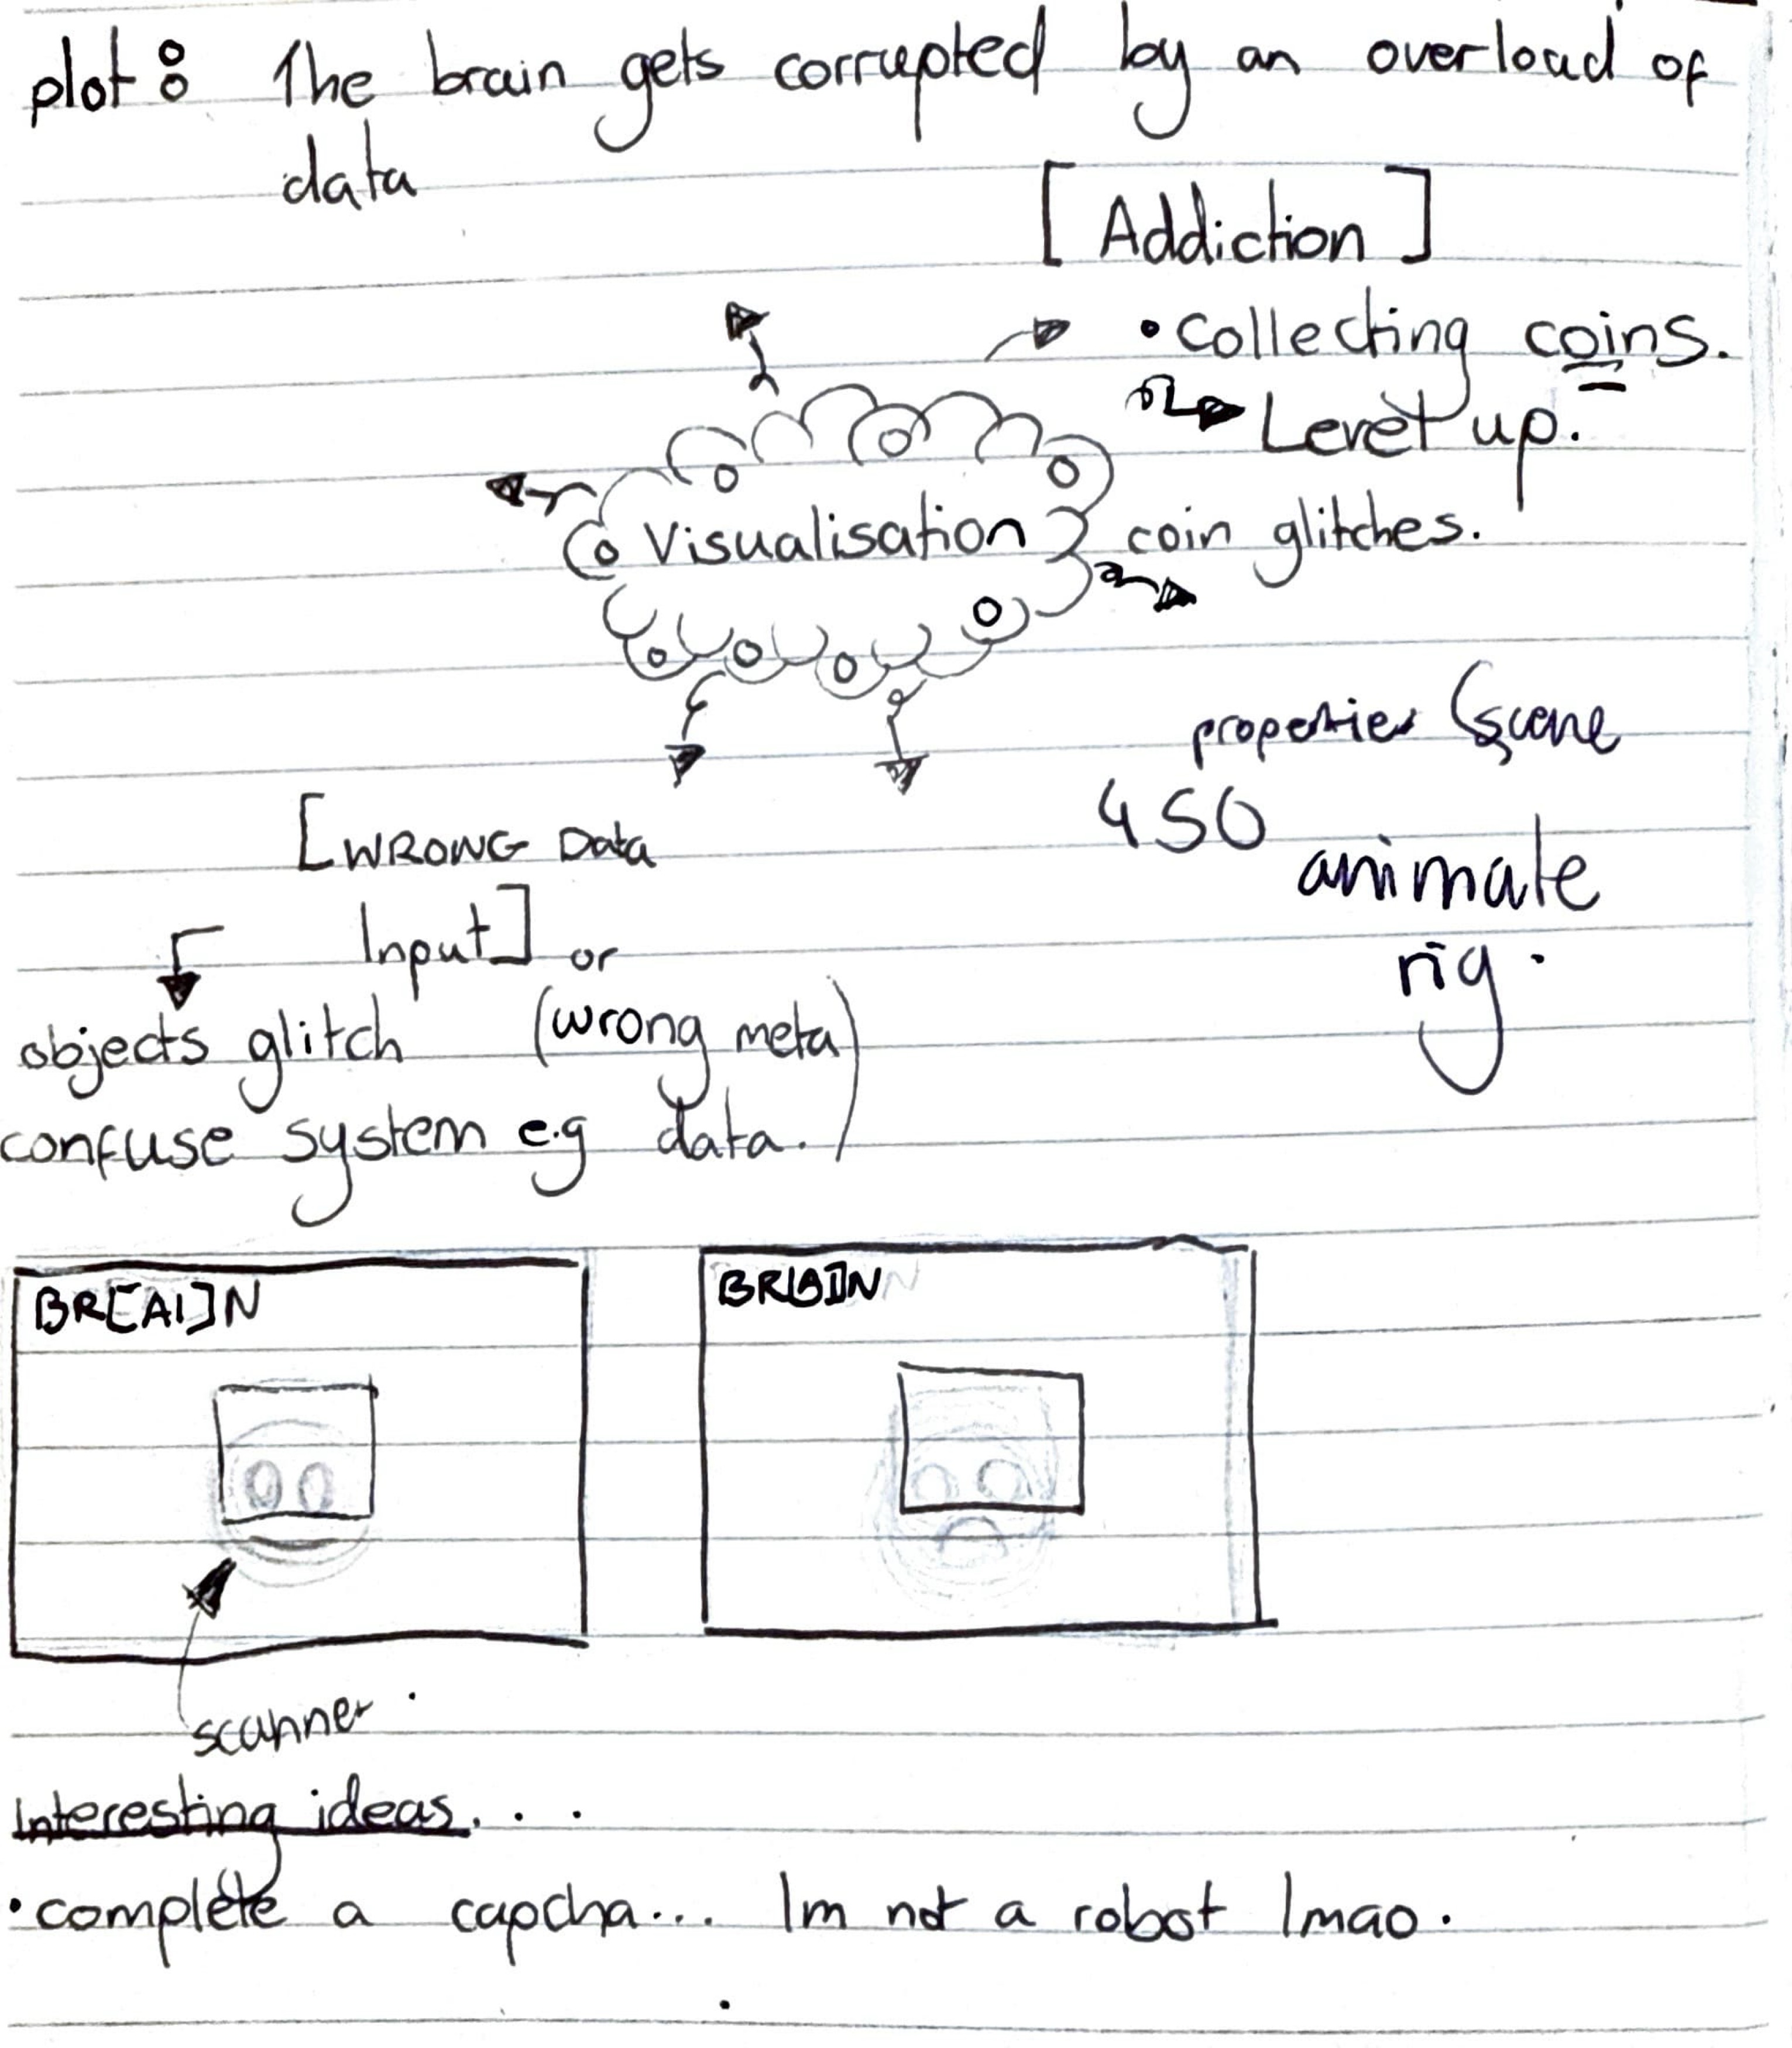 plot: The brain gets corrupted by an overload of
data
[Addiction]
• Collecting coins.
Level up.
Visualisation
coin glitches.
properties (scene
450
animate
rig.
[WRONG Data
Input] or
(wrong meta
data.)
objects glitch
confuse system e.g
BR[AI]N
BR[A]IN
scanner.
Interesting ideas...
• complete a capcha... Im not a robot lmao.